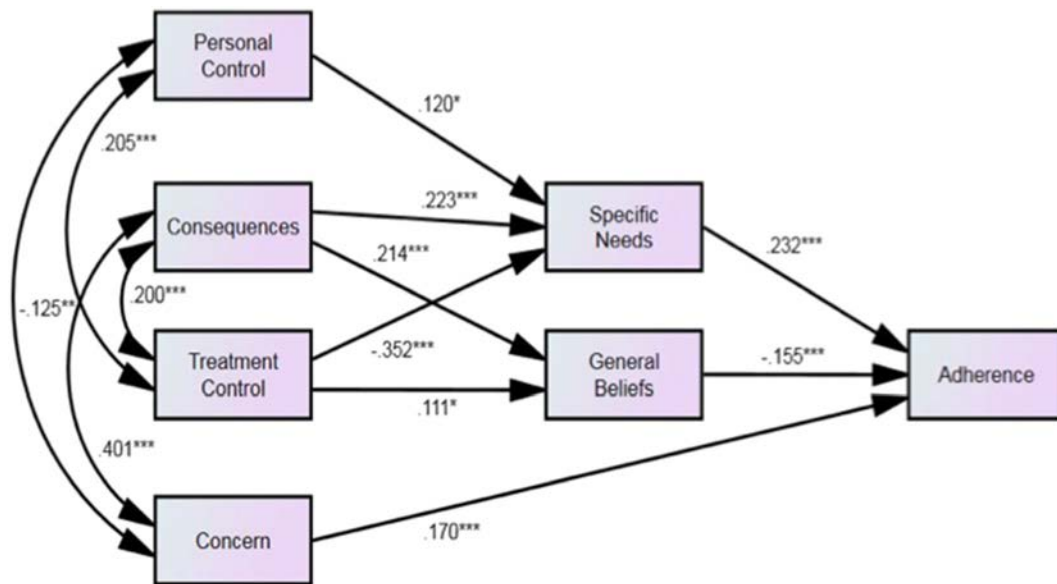 Personal
Control
.120*
.205***
Consequences
.223***
Specific
Needs
.214***
.232***
-.125**
.200***
Treatment
Control
-.352***
General
Beliefs
-.155***
Adherence
.111*
.401***
Concern
.170***